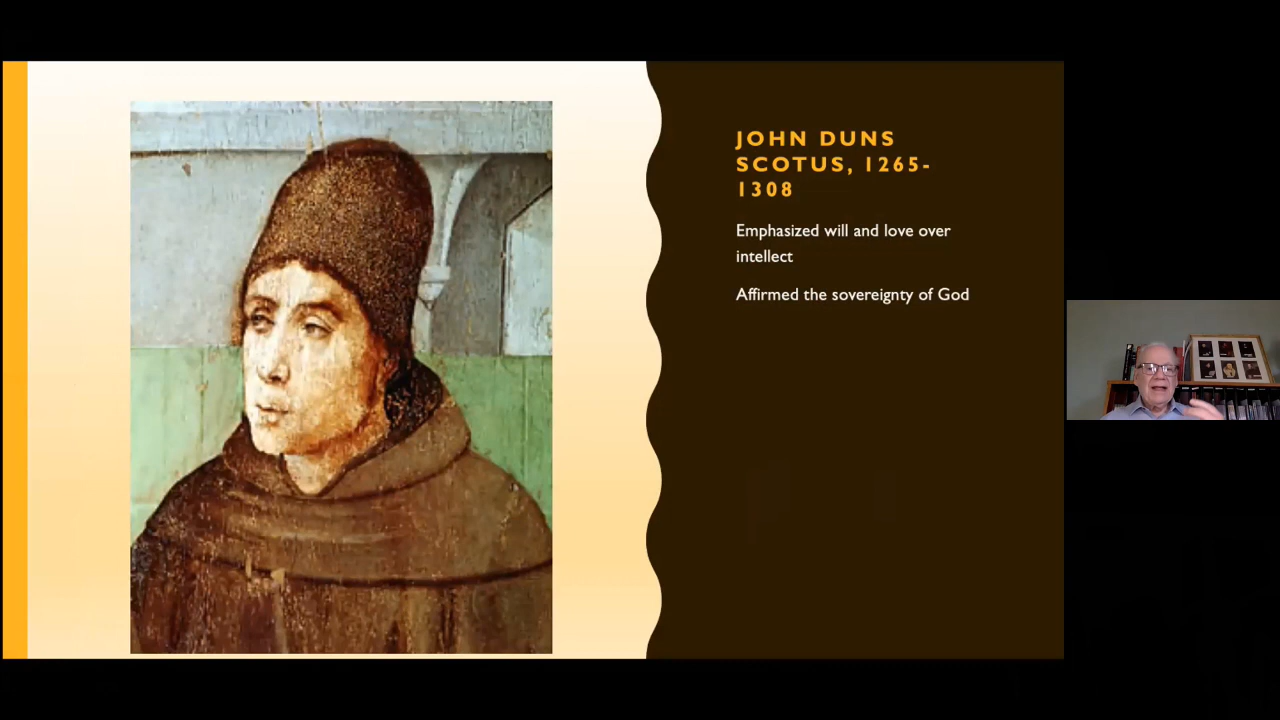 JOHN DUNS
SCOTUS, 1265-
1308
Emphasized will and love over
intellect
Affirmed the sovereignty of God